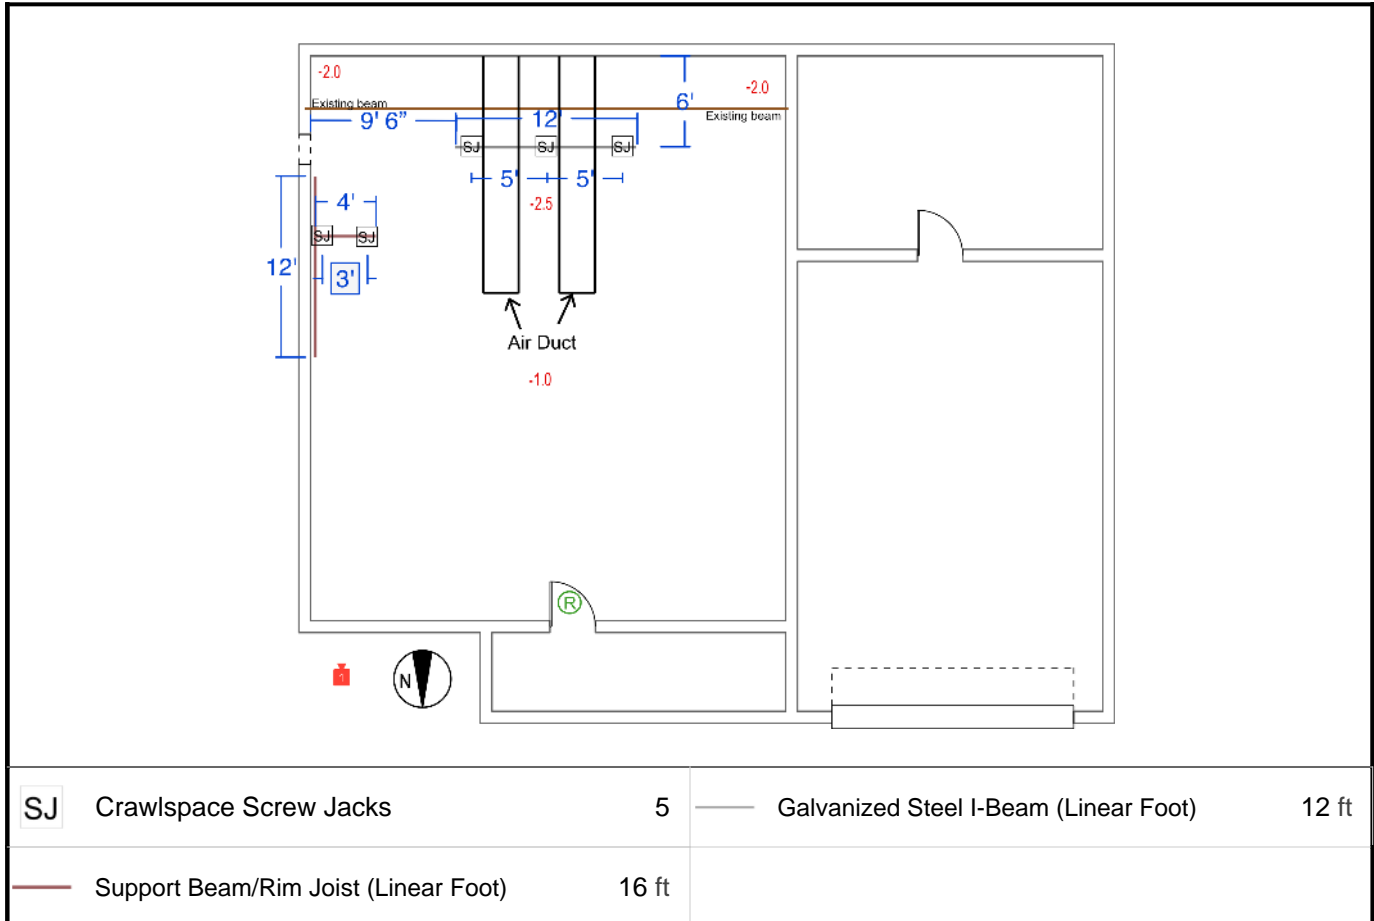 -2.0
-2.0
Existing beam
6'
9' 6”
12'
Existing beam
SJ
SJ
SJ
5'
5'
4'
-2.5
SJ
SJ
12'
3'
Air Duct
-1.0
R
1
N
SJ Crawlspace Screw Jacks 5
Galvanized Steel I-Beam (Linear Foot) 12 ft
Support Beam/Rim Joist (Linear Foot) 16 ft